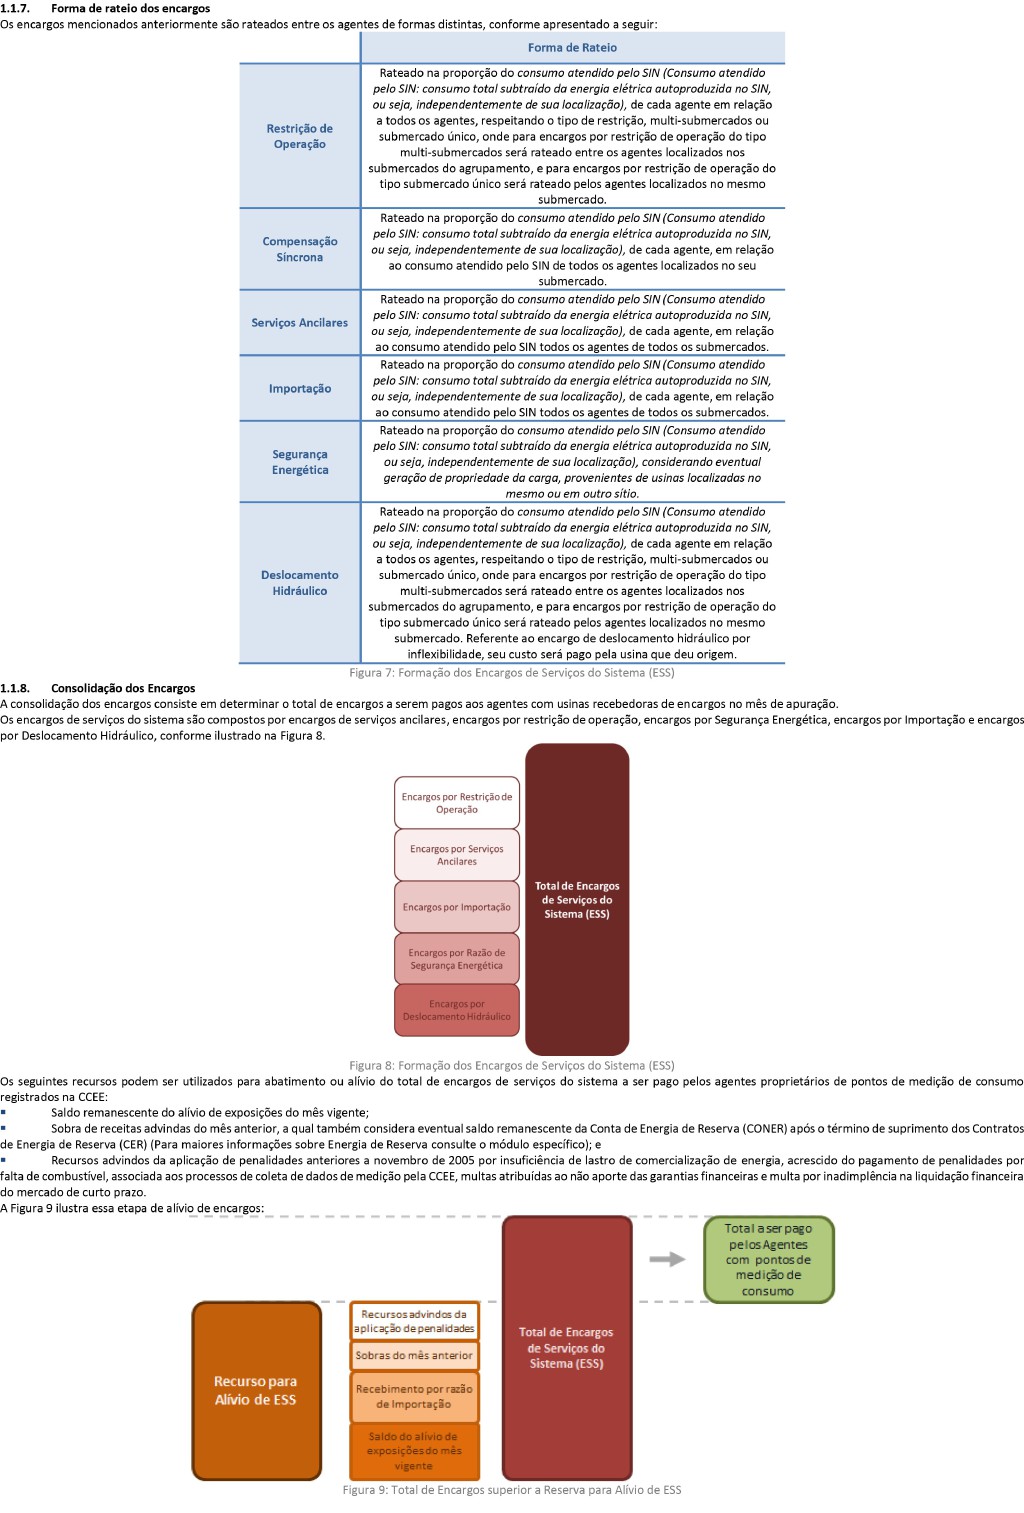 1.1.7. Forma de rateio dos encargos
Os encargos mencionados anteriormente são rateados entre os agentes de formas distintas, conforme apresentado a seguir:
Forma de Rateio
Restrição de
Operação
Rateado na proporção do consumo atendido pelo SIN (Consumo atendido
pelo SIN: consumo total subtraído da energia elétrica autoproduzida no SIN,
ou seja, independentemente de sua localização), de cada agente em relação
a todos os agentes, respeitando o tipo de restrição, multi-submercados ou
submercado único, onde para encargos por restrição de operação do tipo
multi-submercados será rateado entre os agentes localizados nos
submercados do agrupamento, e para encargos por restrição de operação do
tipo submercado único será rateado pelos agentes localizados no mesmo
submercado.
Compensação
Síncrona
Rateado na proporção do consumo atendido pelo SIN (Consumo atendido
pelo SIN: consumo total subtraído da energia elétrica autoproduzida no SIN,
ou seja, independentemente de sua localização), de cada agente, em relação
ao consumo atendido pelo SIN de todos os agentes localizados no seu
submercado.
Serviços Ancilares
Rateado na proporção do consumo atendido pelo SIN (Consumo atendido
pelo SIN: consumo total subtraído da energia elétrica autoproduzida no SIN,
ou seja, independentemente de sua localização), de cada agente, em relação
ao consumo atendido pelo SIN todos os agentes de todos os submercados.
Importação
Rateado na proporção do consumo atendido pelo SIN (Consumo atendido
pelo SIN: consumo total subtraído da energia elétrica autoproduzida no SIN,
ou seja, independentemente de sua localização), de cada agente, em relação
ao consumo atendido pelo SIN todos os agentes de todos os submercados.
Segurança
Energética
Rateado na proporção do consumo atendido pelo SIN (Consumo atendido
pelo SIN: consumo total subtraído da energia elétrica autoproduzida no SIN,
ou seja, independentemente de sua localização), considerando eventual
geração de propriedade da carga, provenientes de usinas localizadas no
mesmo ou em outro sítio.
Deslocamento
Hidráulico
Rateado na proporção do consumo atendido pelo SIN (Consumo atendido
pelo SIN: consumo total subtraído da energia elétrica autoproduzida no SIN,
ou seja, independentemente de sua localização), de cada agente em relação
a todos os agentes, respeitando o tipo de restrição, multi-submercados ou
submercado único, onde para encargos por restrição de operação do tipo
multi-submercados será rateado entre os agentes localizados nos
submercados do agrupamento, e para encargos por restrição de operação do
tipo submercado único será rateado pelos agentes localizados no mesmo
submercado. Referente ao encargo de deslocamento hidráulico por
inflexibilidade, seu custo será pago pela usina que deu origem.
Figura 7: Formação dos Encargos de Serviços do Sistema (ESS)
1.1.8. Consolidação dos Encargos
A consolidação dos encargos consiste em determinar o total de encargos a serem pagos aos agentes com usinas recebedoras de encargos no mês de apuração.
Os encargos de serviços do sistema são compostos por encargos de serviços ancilares, encargos por restrição de operação, encargos por Segurança Energética, encargos por Importação e encargos
por Deslocamento Hidráulico, conforme ilustrado na Figura 8.
Encargos por Restrição de
Operação
Encargos por Serviços
Ancilares
Encargos por Importação
Encargos por Razão de
Segurança Energética
Encargos por
Deslocamento Hidráulico
Total de Encargos
de Serviços do
Sistema (ESS)
Figura 8: Formação dos Encargos de Serviços do Sistema (ESS)
Os seguintes recursos podem ser utilizados para abatimento ou alívio do total de encargos de serviços do sistema a ser pago pelos agentes proprietários de pontos de medição de consumo
registrados na CCEE:
▪ Saldo remanescente do alívio de exposições do mês vigente;
▪ Sobra de receitas advindas do mês anterior, a qual também considera eventual saldo remanescente da Conta de Energia de Reserva (CONER) após o término de suprimento dos Contratos
de Energia de Reserva (CER) (Para maiores informações sobre Energia de Reserva consulte o módulo específico); e
▪ Recursos advindos da aplicação de penalidades anteriores a novembro de 2005 por insuficiência de lastro de comercialização de energia, acrescido do pagamento de penalidades por
falta de combustível, associada aos processos de coleta de dados de medição pela CCEE, multas atribuídas ao não aporte das garantias financeiras e multa por inadimplência na liquidação financeira
do mercado de curto prazo.
A Figura 9 ilustra essa etapa de alívio de encargos:
Recurso para
Alívio de ESS
Recursos advindos da
aplicação de penalidades
Sobras do mês anterior
Recebimento por razão
de Importação
Saldo do alívio de
exposições do mês
vigente
Total de Encargos
de Serviços do
Sistema (ESS)
Total a ser pago
pelos Agentes
com pontos de
medição de
consumo
Figura 9: Total de Encargos superior a Reserva para Alívio de ESS